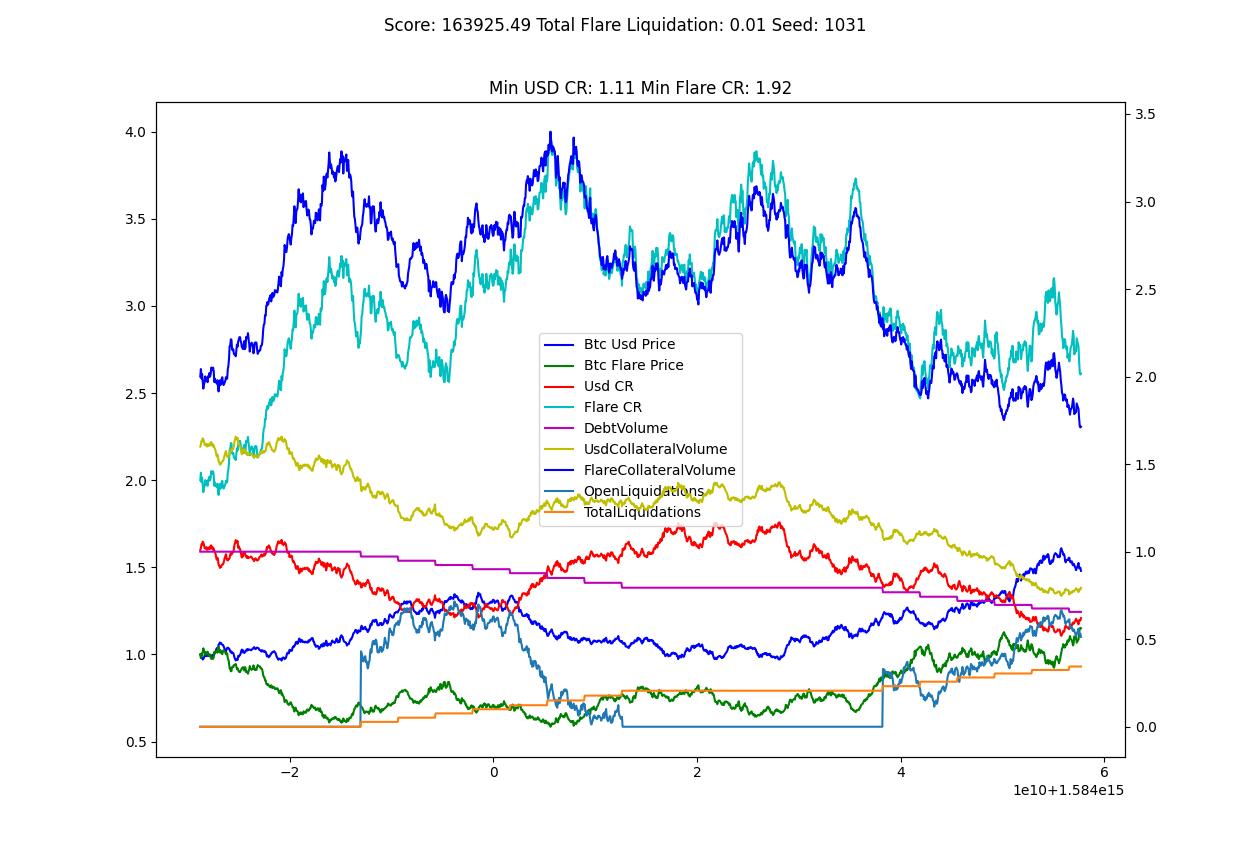 Score: 163925.49 Total Flare Liquidation: 0.01 Seed: 1031
Min USD CR: 1.11 Min Flare CR: 1.92
4.0
3.5
3.0
2.5
2.0
1.5
1.0
0.5
3.5
3.0
2.5
2.0
1.5
1.0
0.5
0.0
Btc Usd Price
Btc Flare Price
Usd CR
Flare CR
DebtVolume
UsdCollateralVolume
FlareCollateralVolume
OpenLiquidations
TotalLiquidations
−2 0 2 4 6
1e10+1.584e15